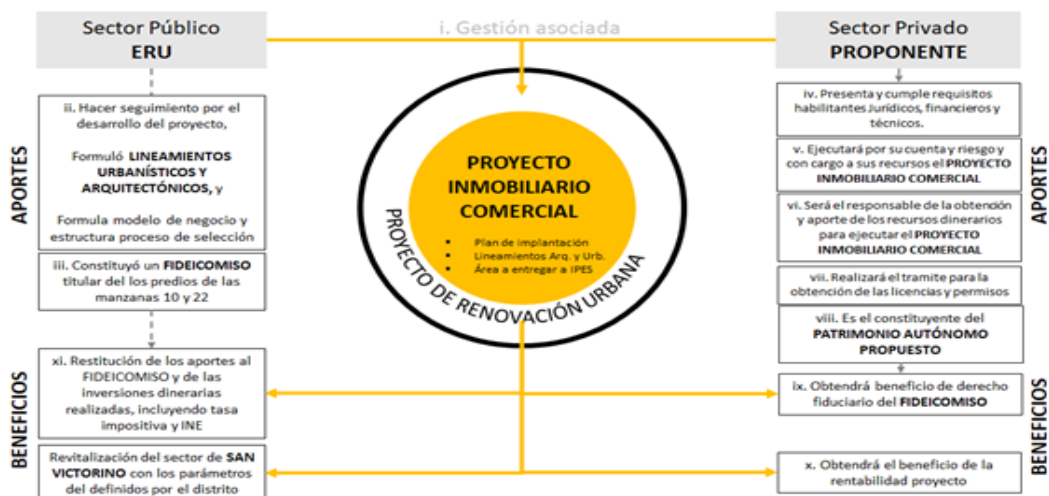 Sector Público
ERU
i. Gestión asociada
Sector Privado
PROPONENTE
APORTES
ii. Hacer seguimiento por el
desarrollo del proyecto,
Formuló LINEAMIENTOS
URBANÍSTICOS Y
ARQUITECTÓNICOS, y
Formula modelo de negocio y
estructura proceso de selección
iii. Constituyó un FIDEICOMISO
titular del los predios de las
manzanas 10 y 22
BENEFICIOS
xi. Restitución de los aportes al
FIDEICOMISO y de las
inversiones dinerarias
realizadas, incluyendo tasa
impositiva y INE
Revitalización del sector de SAN
VICTORINO con los parámetros
del definidos por el distrito
PROYECTO
INMOBILIARIO
COMERCIAL
▪ Plan de implantación
▪ Lineamientos Arq. y Urb.
▪ Área a entregar a IPES
PROYECTO DE RENOVACIÓN URBANA
iv. Presenta y cumple requisitos
habilitantes Jurídicos, financieros y
técnicos.
v. Ejecutará por su cuenta y riesgo y
con cargo a sus recursos el PROYECTO
INMOBILIARIO COMERCIAL
vi. Será el responsable de la obtención
y aporte de los recursos dinerarios
para ejecutar el PROYECTO
INMOBILIARIO COMERCIAL
vii. Realizará el tramite para la
obtención de las licencias y permisos
viii. Es el constituyente del
PATRIMONIO AUTÓNOMO
PROPUESTO
APORTES
ix. Obtendrá beneficio de derecho
fiduciario del FIDEICOMISO
x. Obtendrá el beneficio de la
rentabilidad proyecto
BENEFICIOS